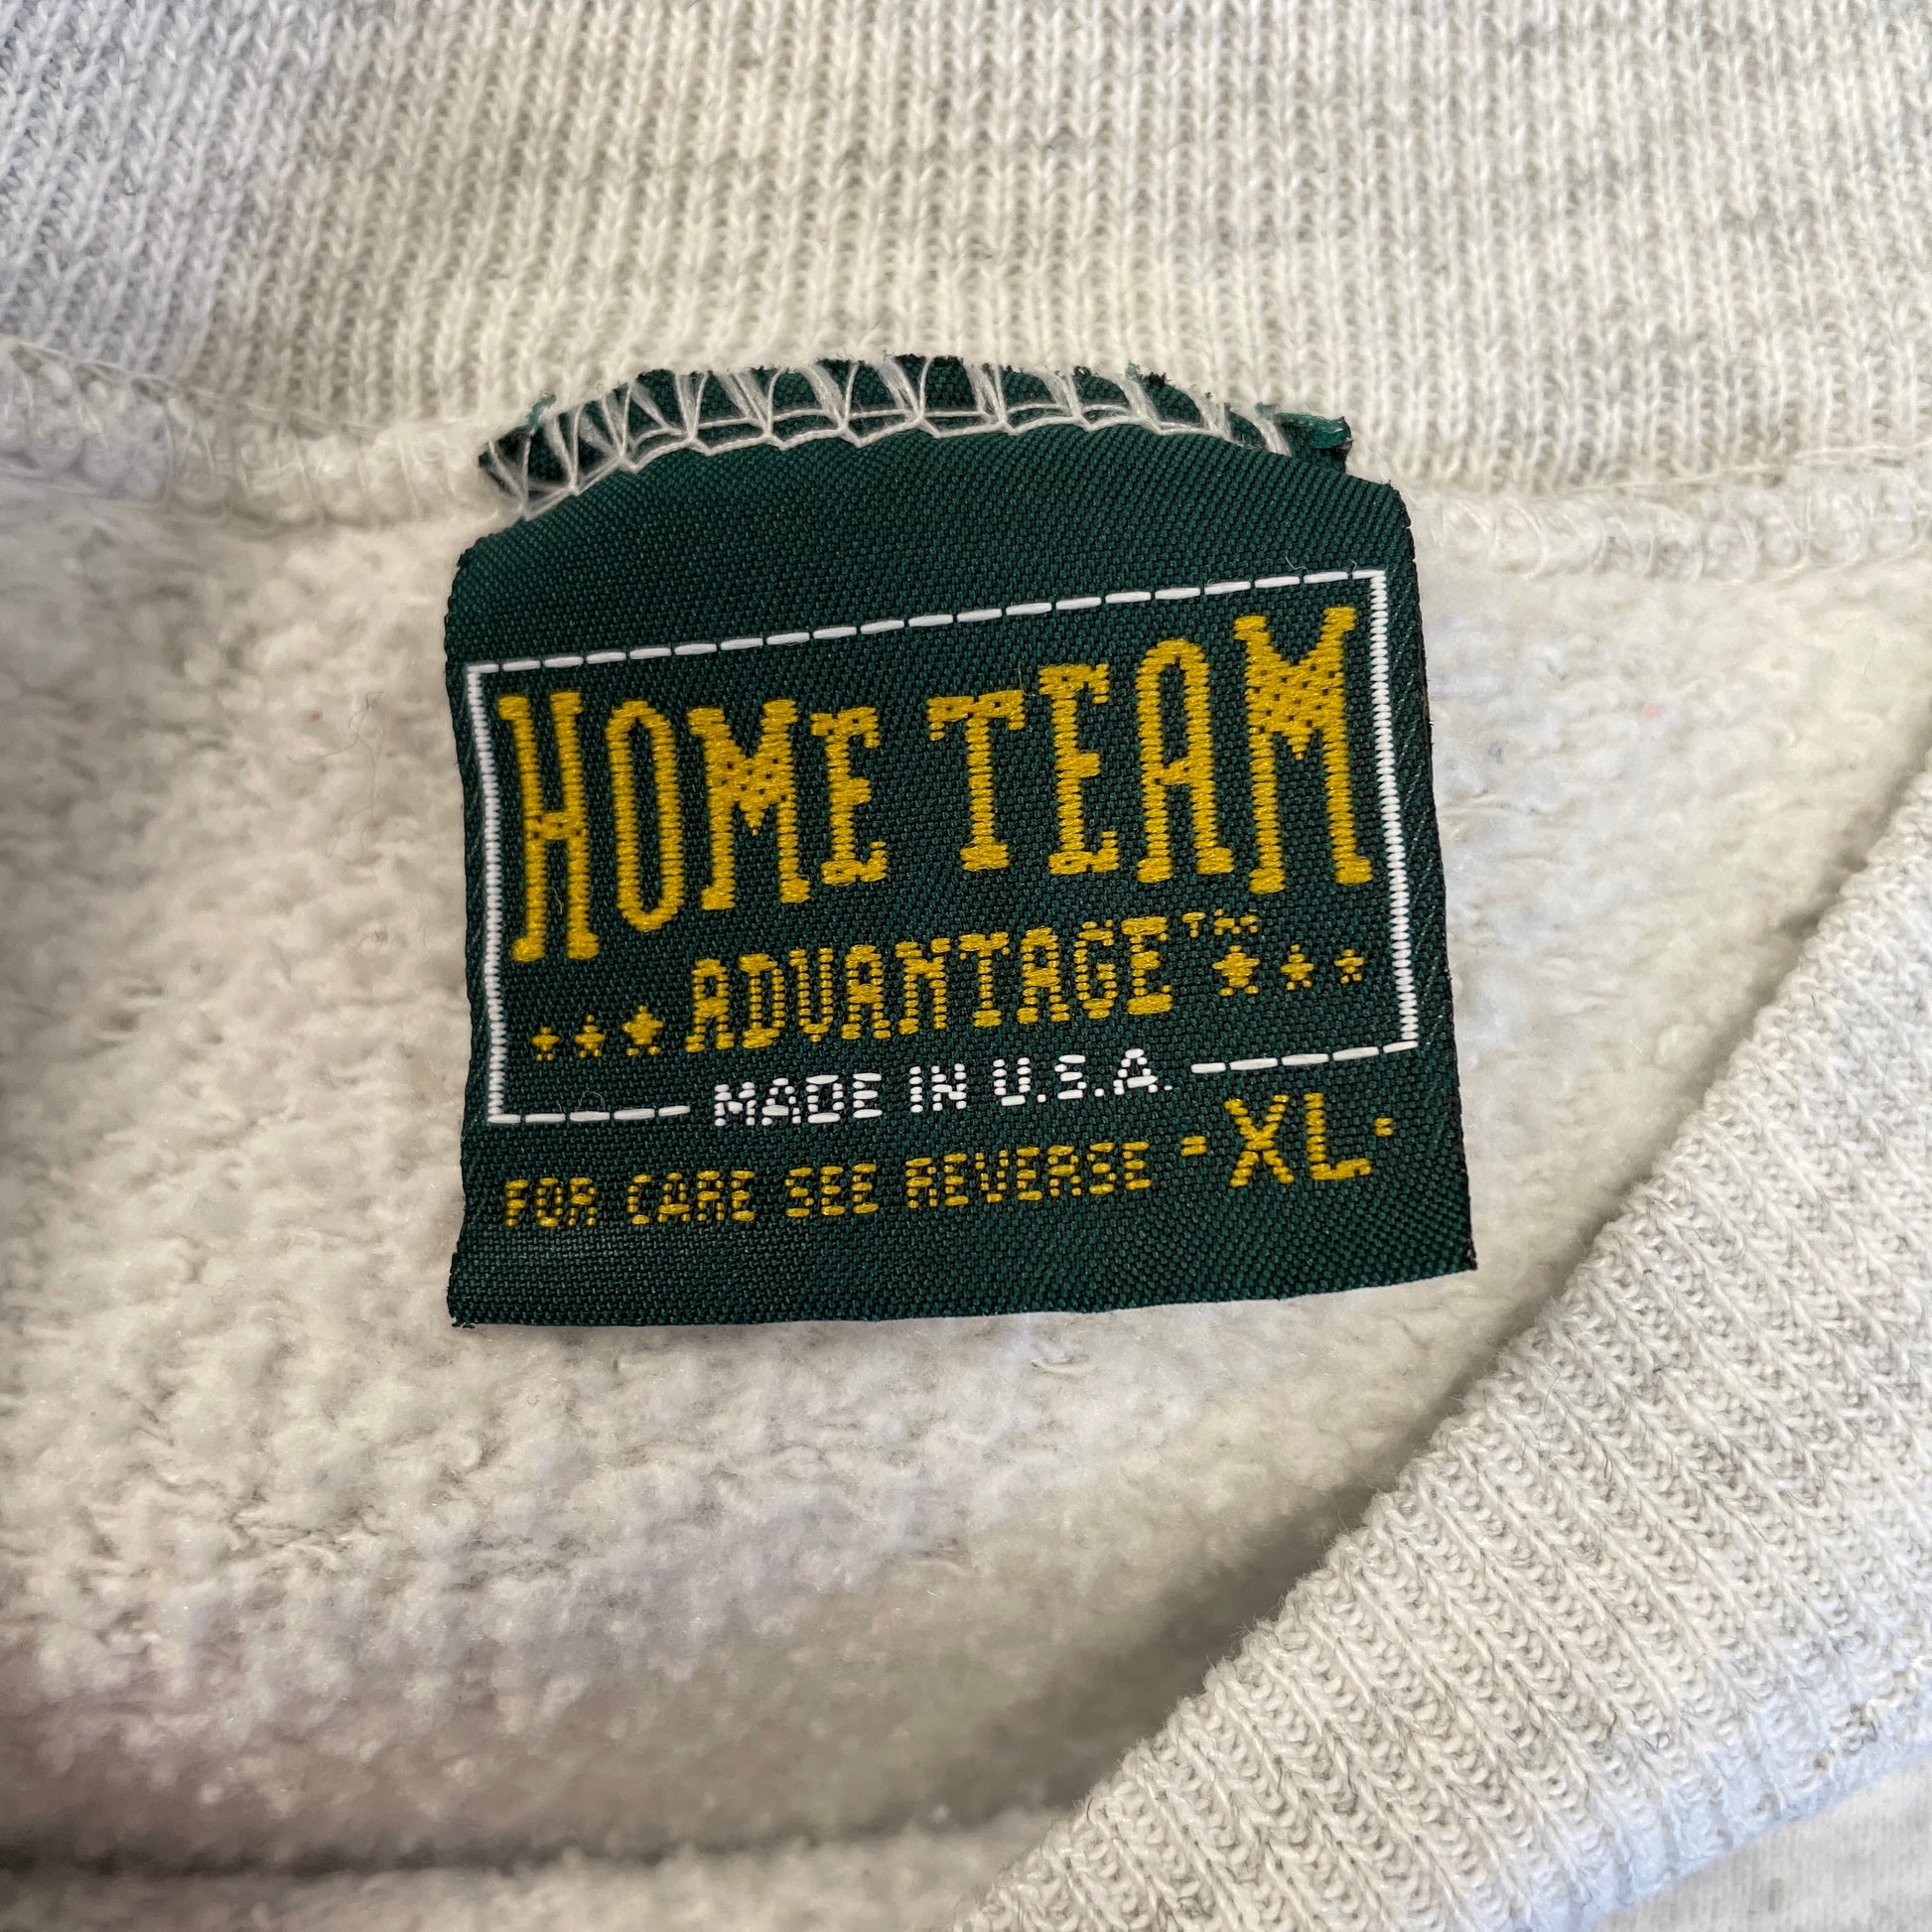 HOME TEAM
ADVANTAGE™
MADE IN U.S.A.
FOR CARE SEE REVERSE -XL-